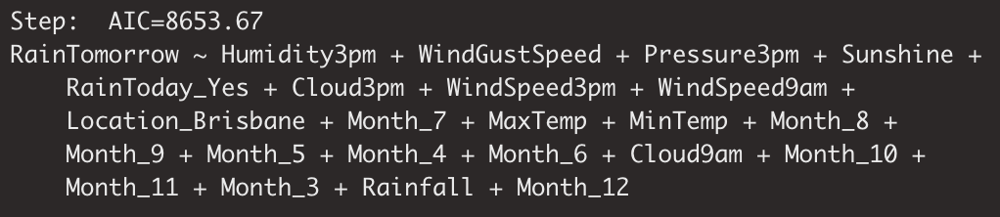 Step:  AIC=8653.67
RainTomorrow ~ Humidity3pm + WindGustSpeed + Pressure3pm + Sunshine +
    RainToday_Yes + Cloud3pm + WindSpeed3pm + WindSpeed9am +
    Location_Brisbane + Month_7 + MaxTemp + MinTemp + Month_8 +
    Month_9 + Month_5 + Month_4 + Month_6 + Cloud9am + Month_10 +
    Month_11 + Month_3 + Rainfall + Month_12